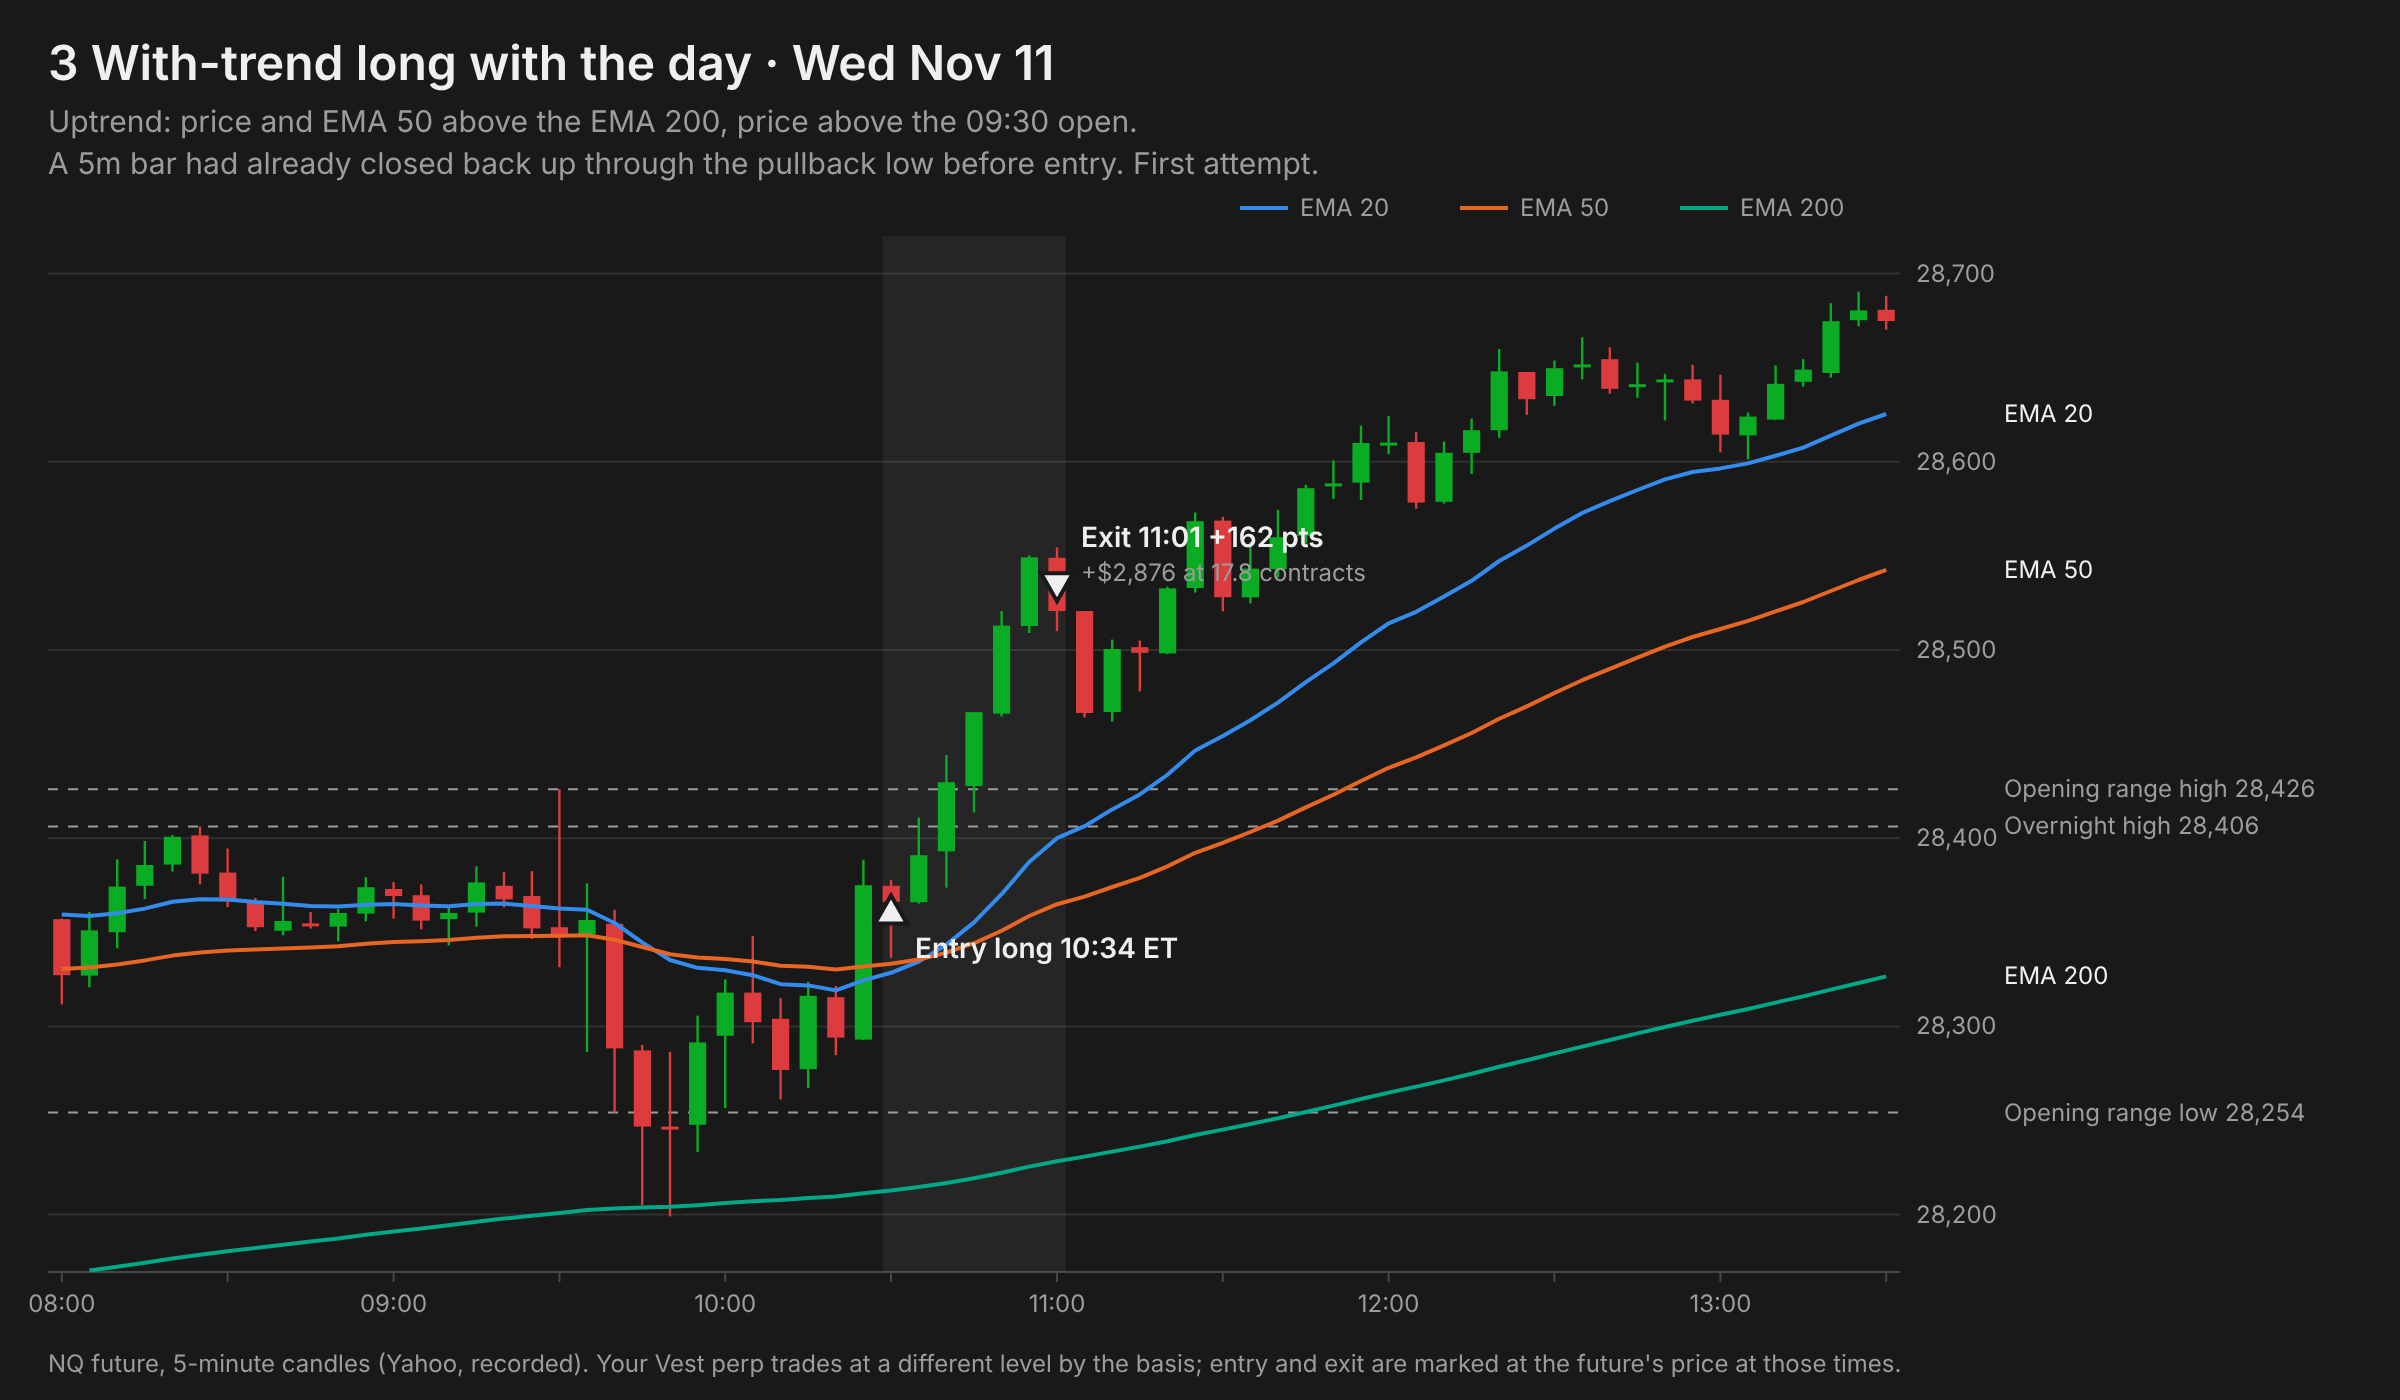 3 With-trend long with the day · Wed Nov 11
Uptrend: price and EMA 50 above the EMA 200, price above the 09:30 open.
A 5m bar had already closed back up through the pullback low before entry. First attempt.
EMA 20
EMA 50
EMA 200
28,700
EMA 20
28,600
Exit 11:01 +162 pts
+$2,876 at 17.8 contracts
EMA 50
28,500
Opening range high 28,426
28,400
Overnight high 28,406
Entry long 10:34 ET
EMA 200
28,300
Opening range low 28,254
28,200
08:00
09:00
10:00
11:00
12:00
13:00
NQ future, 5-minute candles (Yahoo, recorded). Your Vest perp trades at a different level by the basis; entry and exit are marked at the future's price at those times.